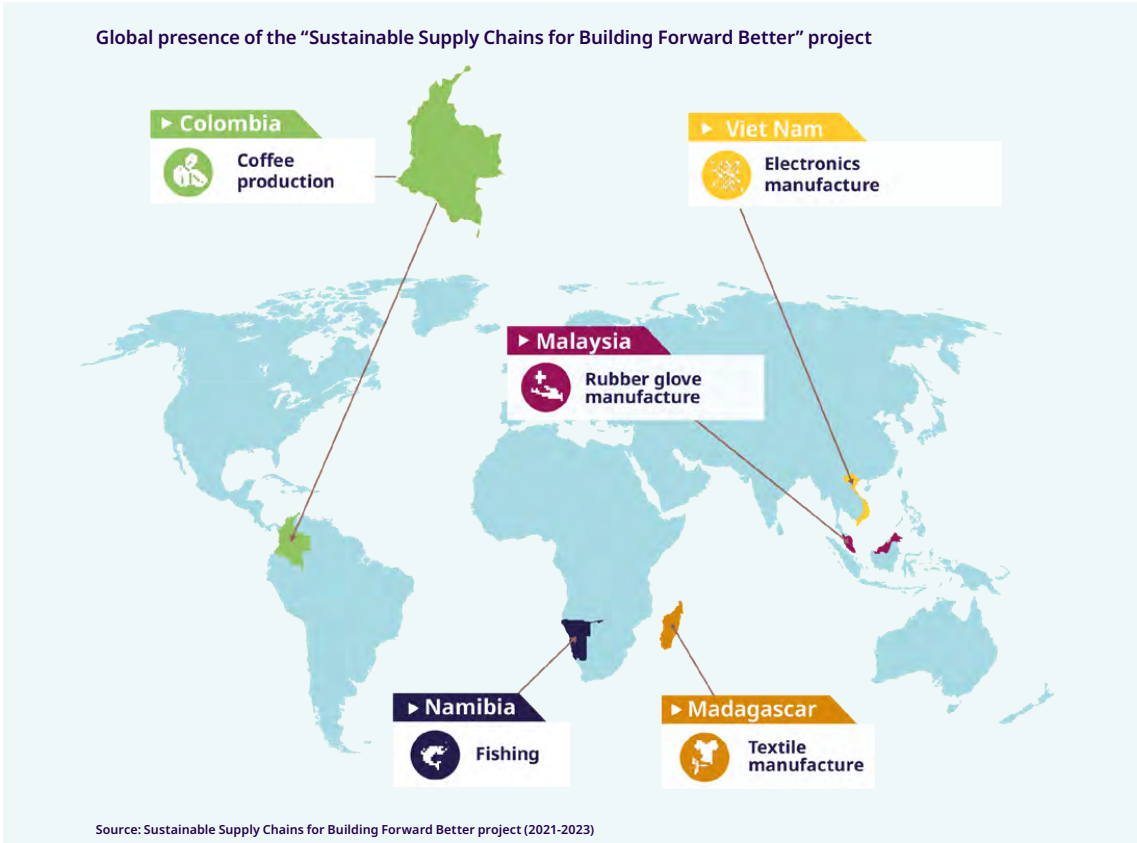 Global presence of the “Sustainable Supply Chains for Building Forward Better” project
Colombia
Coffee
production
Viet Nam
Electronics
manufacture
Malaysia
Rubber glove
manufacture
Namibia
Fishing
Madagascar
Textile
manufacture
Source: Sustainable Supply Chains for Building Forward Better project (2021-2023)